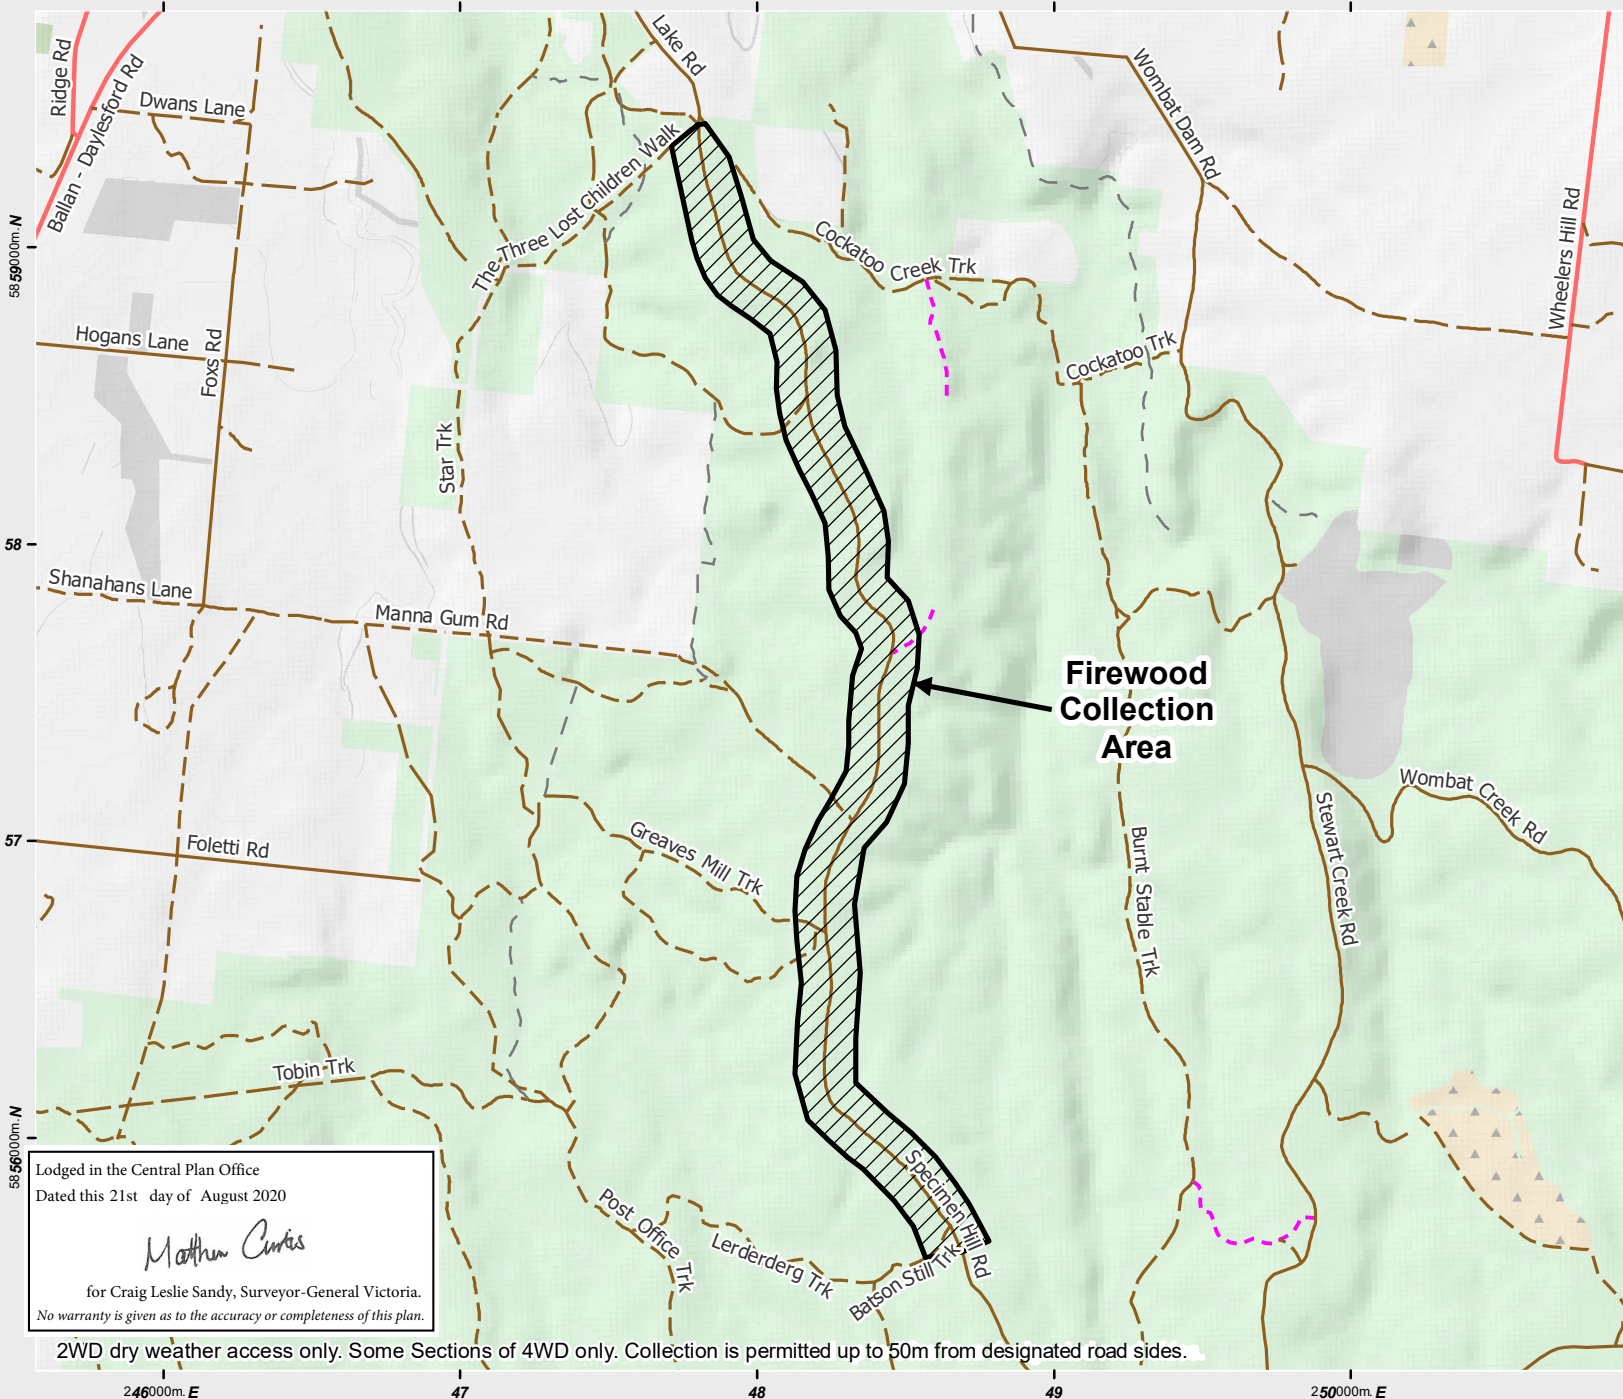 Ridge Rd
Ballan - Daylesford Rd
Dwans Lane
Lake Rd
Wombat Dam Rd
Wheelers Hill Rd
The Three Lost Children Walk
Cockatoo Creek Trk
Cockatoo Trk
5859000m. N
Hogans Lane
Foxs Rd
Star Trk
58
Shanahans Lane
Manna Gum Rd
Firewood
Collection
Area
Wombat Creek Rd
Stewart Creek Rd
Burnt Stable Trk
57
Foletti Rd
Greaves Mill Trk
Tobin Trk
5856000m. N
Specimen Hill Rd
Post Office Trk
Lerderderg Trk
Batson Still Trk
Lodged in the Central Plan Office
Dated this 21st day of August 2020
Matthew Curtis
for Craig Leslie Sandy, Surveyor-General Victoria.
No warranty is given as to the accuracy or completeness of this plan.
2WD dry weather access only. Some Sections of 4WD only. Collection is permitted up to 50m from designated road sides.
246000m. E
47
48
49
250000m. E